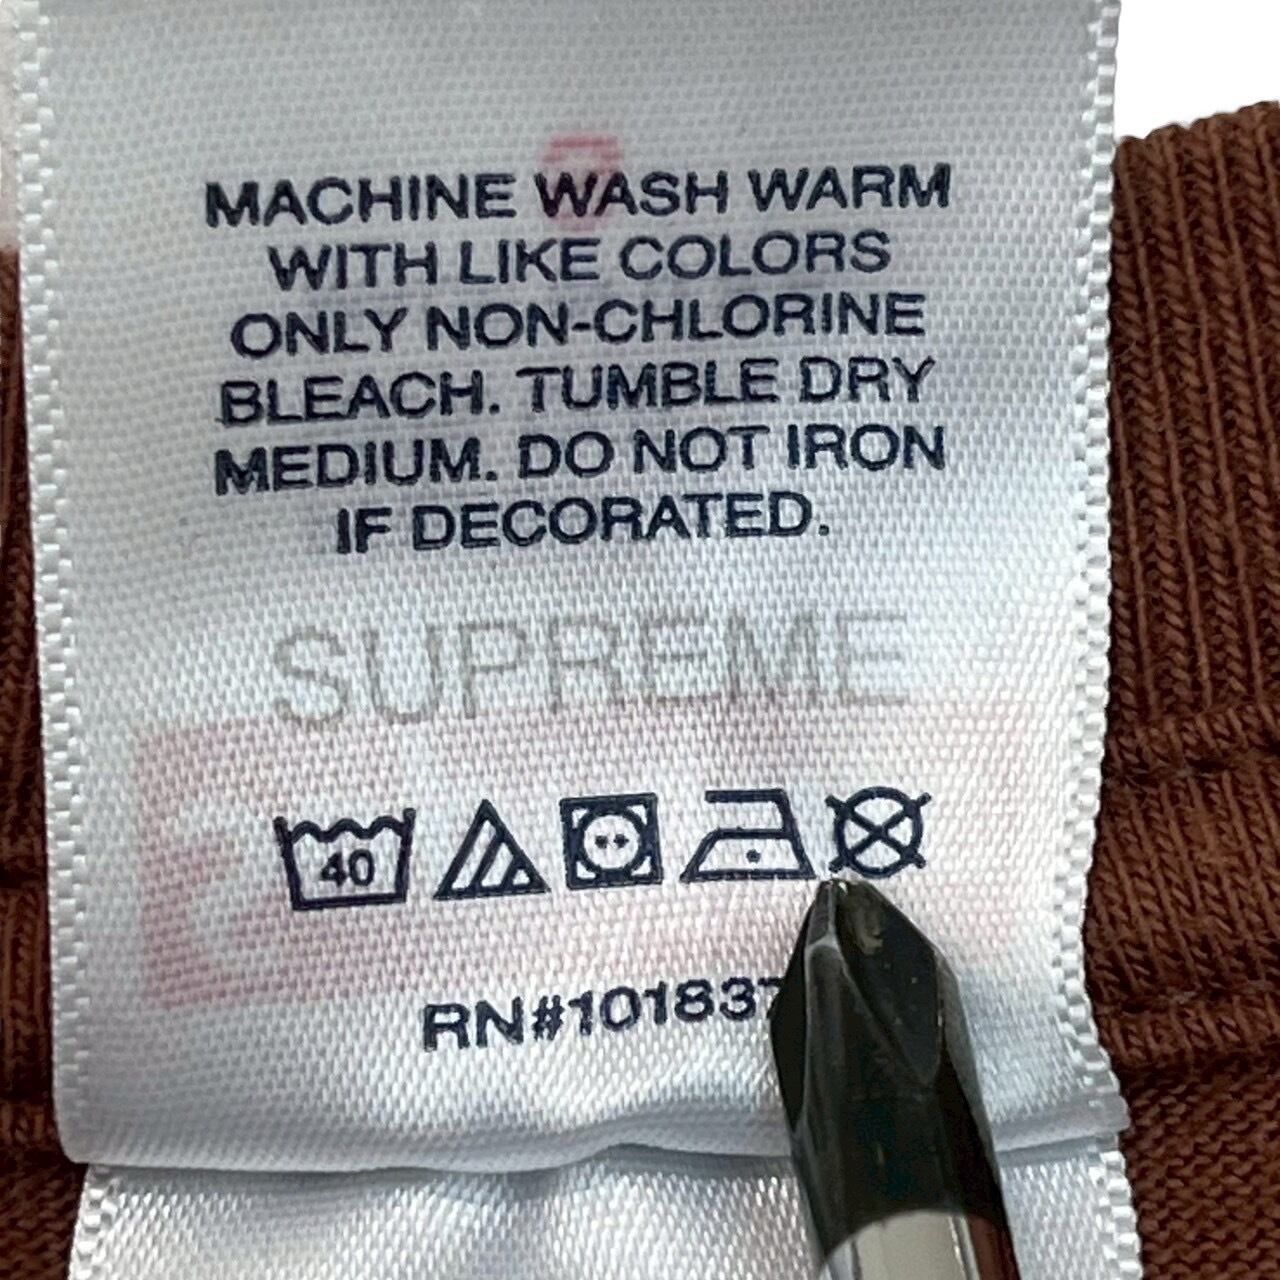 MACHINE WASH WARM
WITH LIKE COLORS
ONLY NON-CHLORINE
BLEACH. TUMBLE DRY
MEDIUM. DO NOT IRON
IF DECORATED.
SUPREME
40
RN#101837